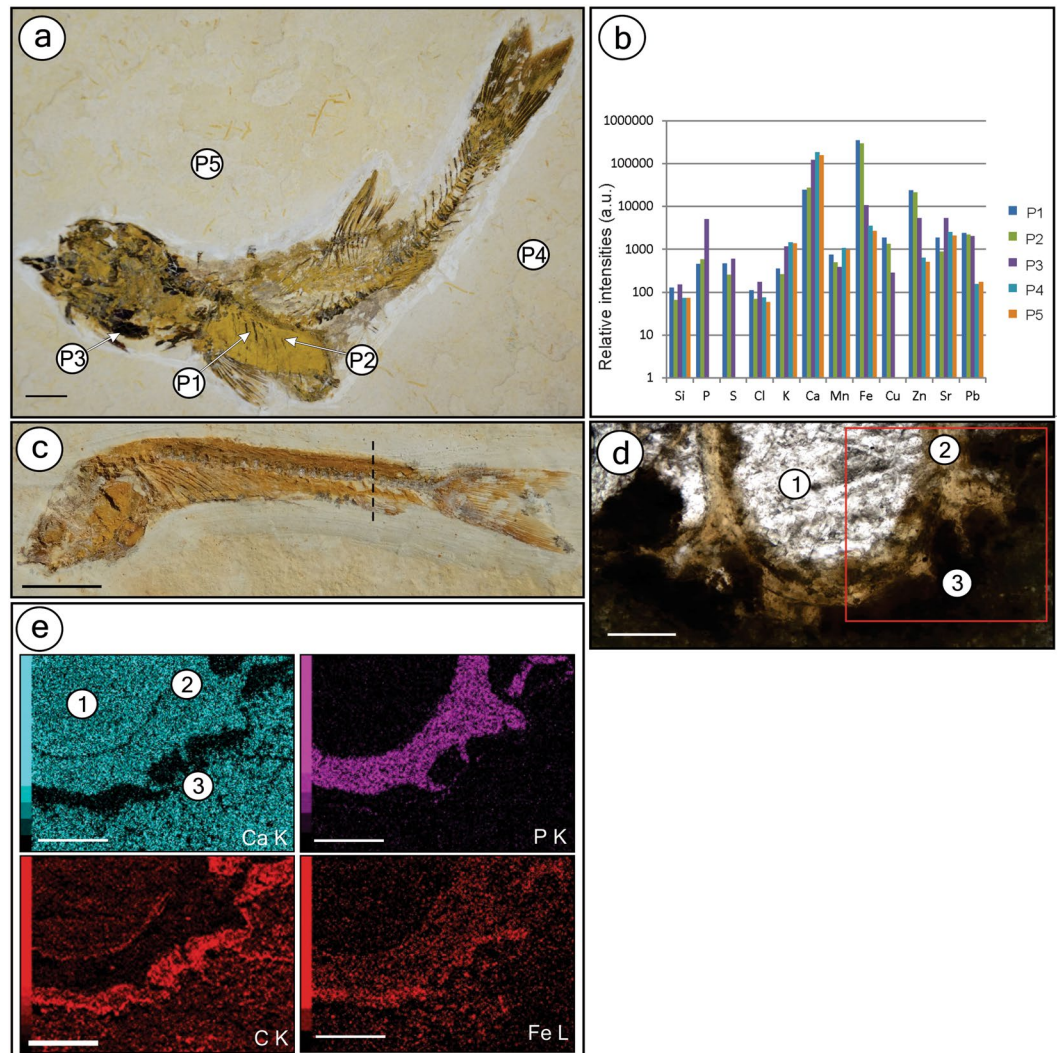 a
P5
P4
P3
P1
P2
b
Relative intensities (a.u.)
1000000
100000
10000
1000
100
10
1
Si P S Cl K Ca Mn Fe Cu Zn Sr Pb
P1
P2
P3
P4
P5
c
d
1
2
3
e
1
2
3
Ca K
P K
C K
Fe L